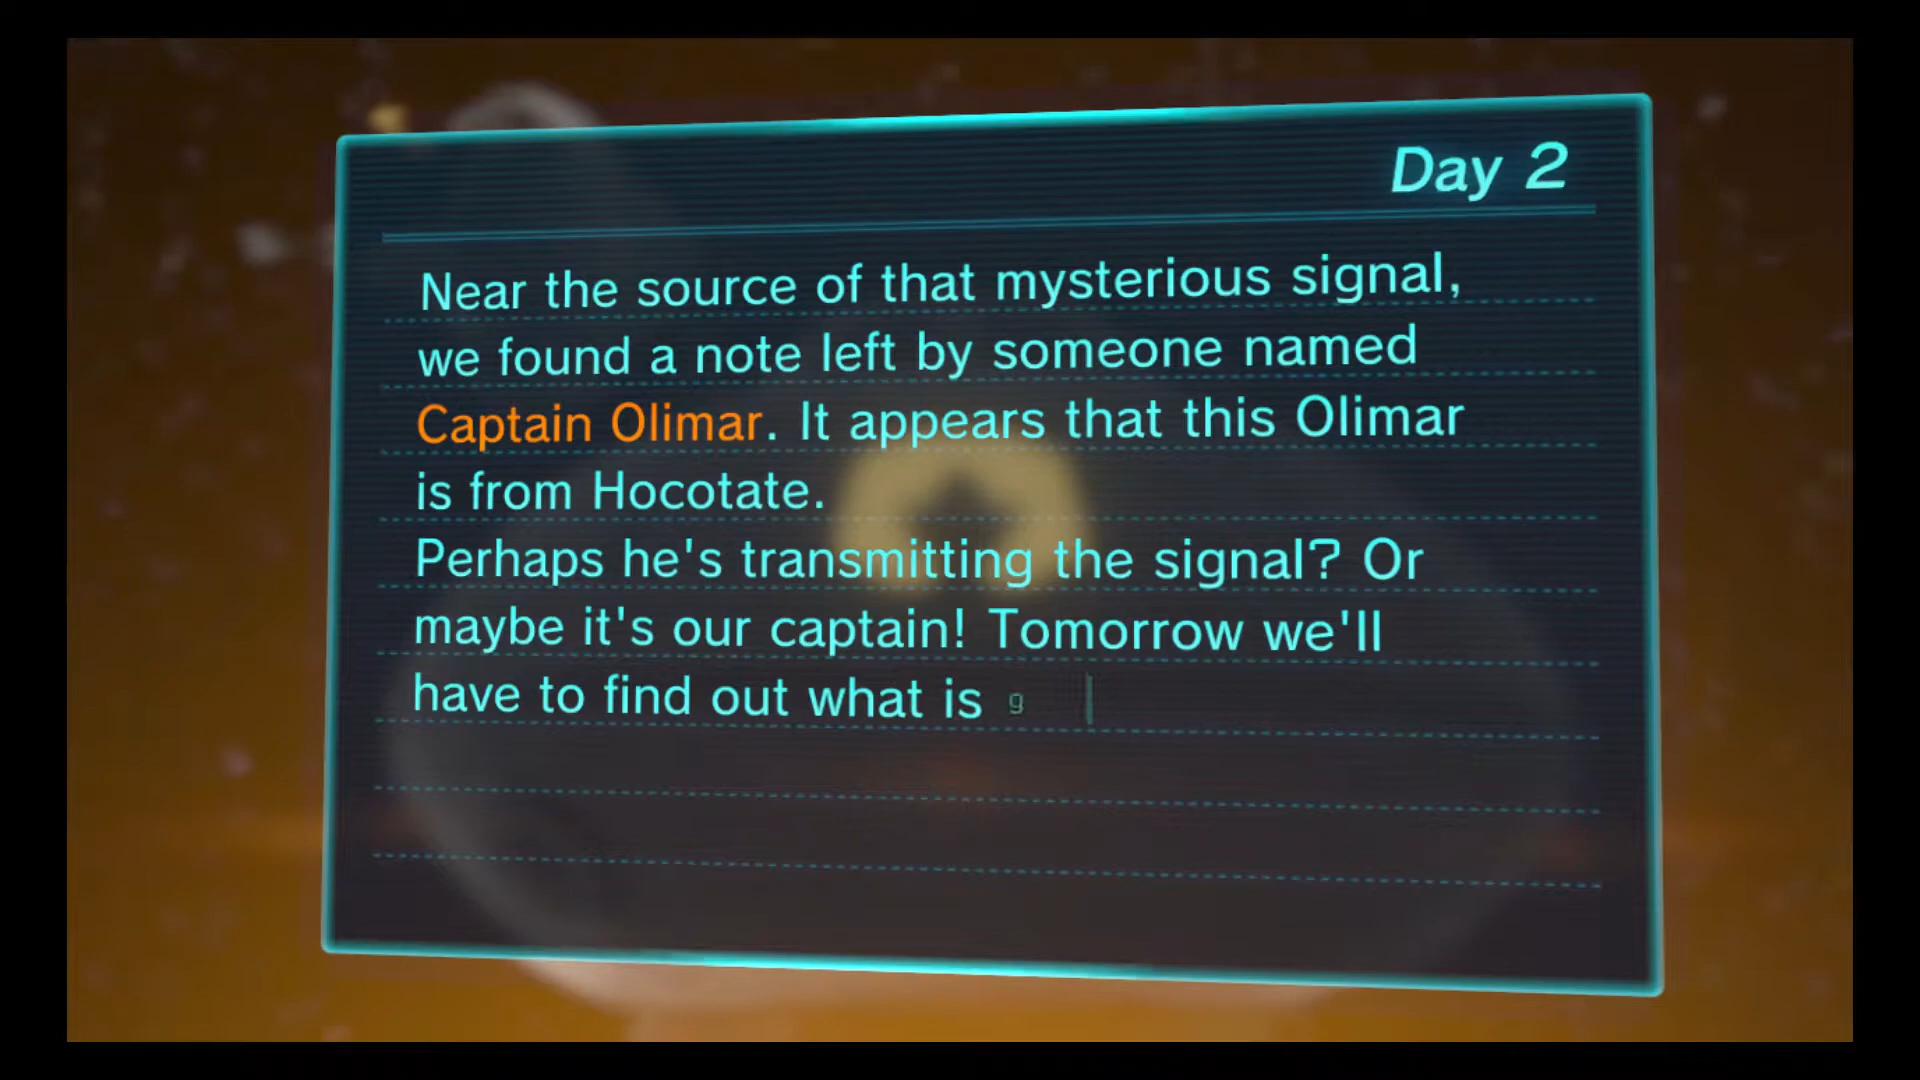 Day 2
Near the source of that mysterious signal,
we found a note left by someone named
Captain Olimar. It appears that this Olimar
is from Hocotate.
Perhaps he's transmitting the signal? Or
maybe it's our captain! Tomorrow we'll
have to find out what is g